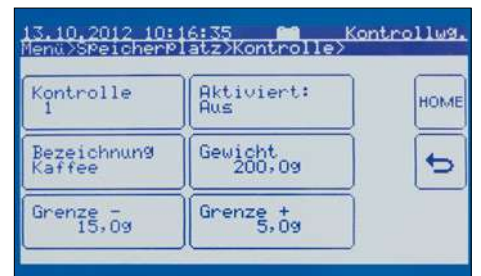 13.10.2012 10:16:35 Kontrollwg.
Menü>Speicherplatz>Kontrolle>
Kontrolle
1
Aktiviert:
Aus
HOME
Bezeichnung
Kaffee
Gewicht
200,0g
Grenze -
15,0g
Grenze +
5,0g